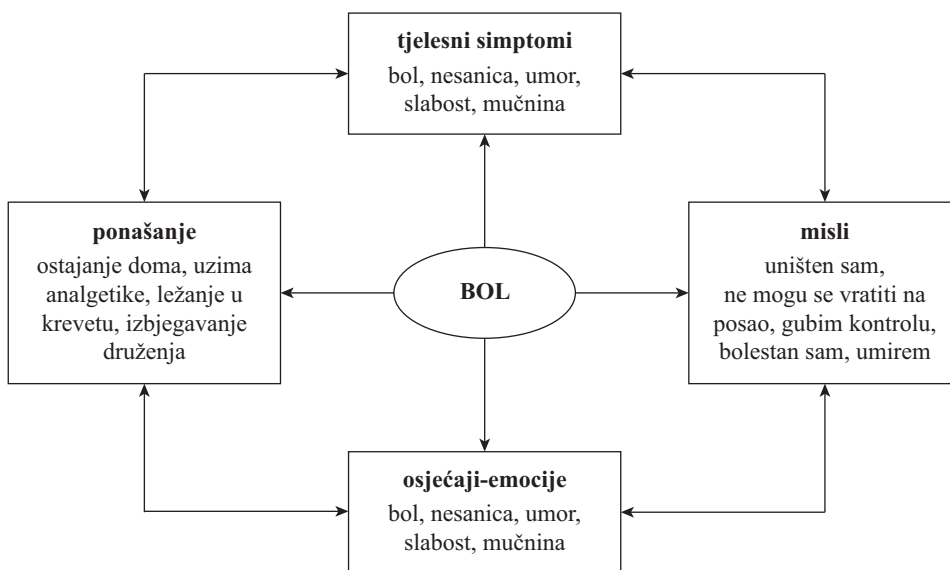 tjelesni simptomi
bol, nesanica, umor,
slabost, mučnina
ponašanje
ostajanje doma, uzima
analgetike, ležanje u
krevetu, izbjegavanje
druženja
BOL
misli
uništen sam,
ne mogu se vratiti na
posao, gubim kontrolu,
bolestan sam, umirem
osjećaji-emocije
bol, nesanica, umor,
slabost, mučnina